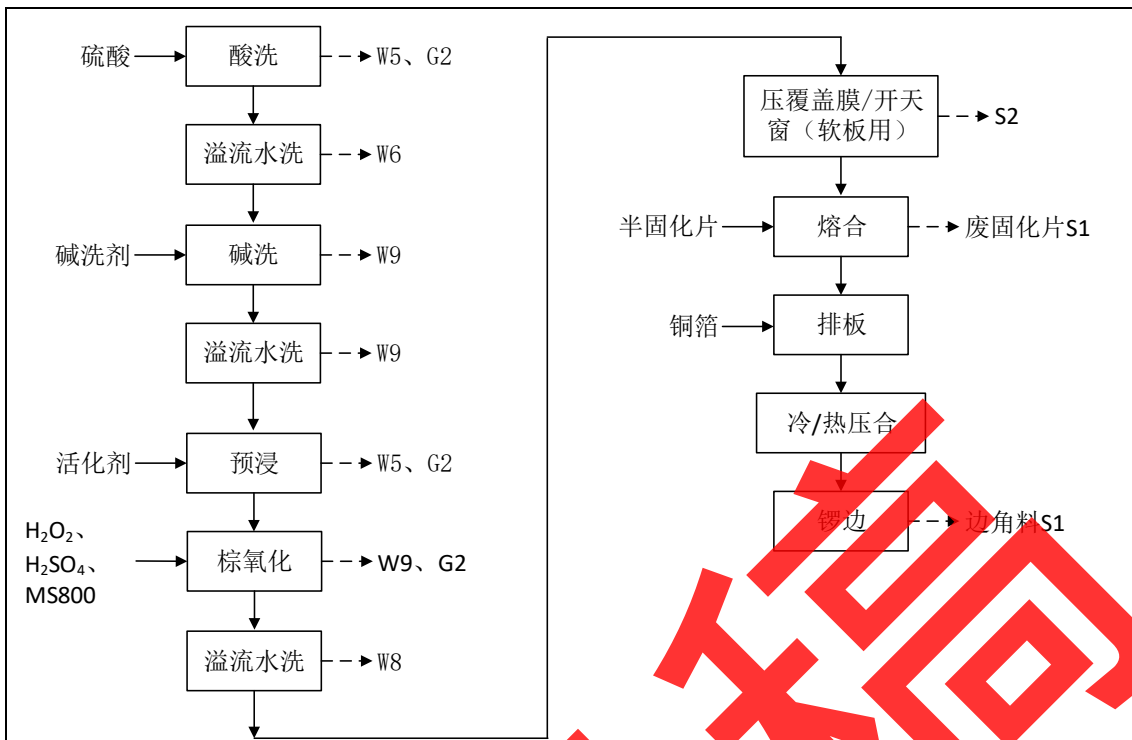 硫酸
酸洗
W5、G2
溢流水洗
W6
碱洗剂
碱洗
W9
溢流水洗
W9
活化剂
预浸
W5、G2
H₂O₂、
H₂SO₄、
MS800
棕氧化
W9、G2
溢流水洗
W8
压覆盖膜/开天
窗（软板用）
S2
半固化片
熔合
废固化片S1
铜箔
排板
冷/热压合
锣边
边角料S1